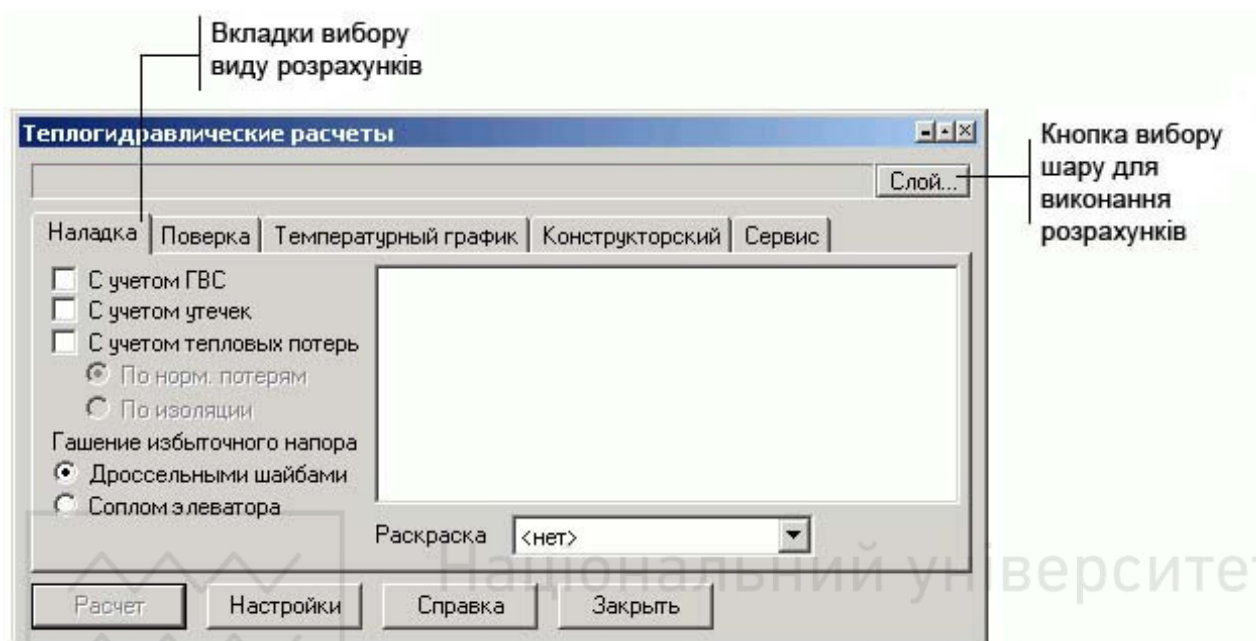 Вкладки вибору
виду розрахунків
Теплогидравлические расчеты
Кнопка вибору
шару для
виконання
розрахунків
Слой...
Наладка
Поверка
Температурный график
Конструкторский
Сервис
С учетом ГВС
С учетом утечек
С учетом тепловых потерь
По норм. потерям
По изоляции
Гашение избыточного напора
Дроссельными шайбами
Соплом элеватора
Раскраска
<нет>
Національний університет
Расчет
Настройки
Справка
Закрыть